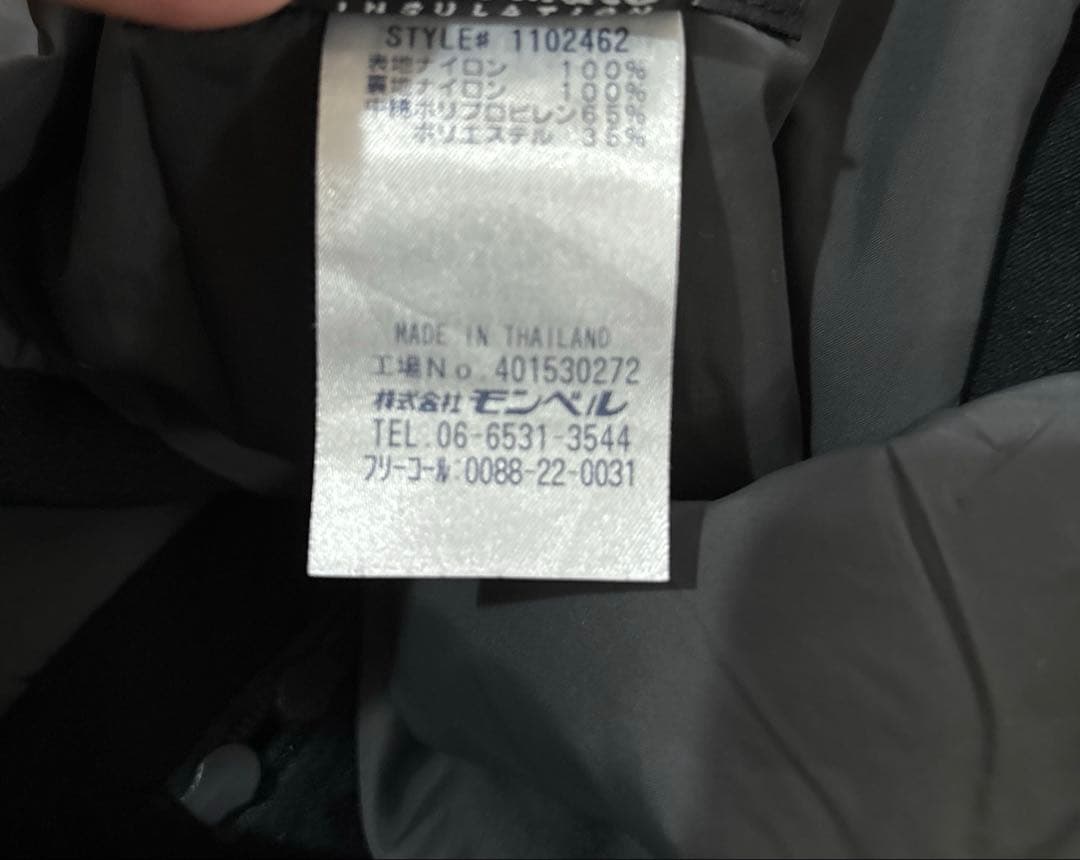 INSULATION
STYLE# 1102462
表地ナイロン 100%
裏地ナイロン 100%
中綿ポリプロピレン65%
ポリエステル 35%
MADE IN THAILAND
工場No.401530272
株式会社モンベル
TEL.06-6531-3544
フリーコール:0088-22-0031